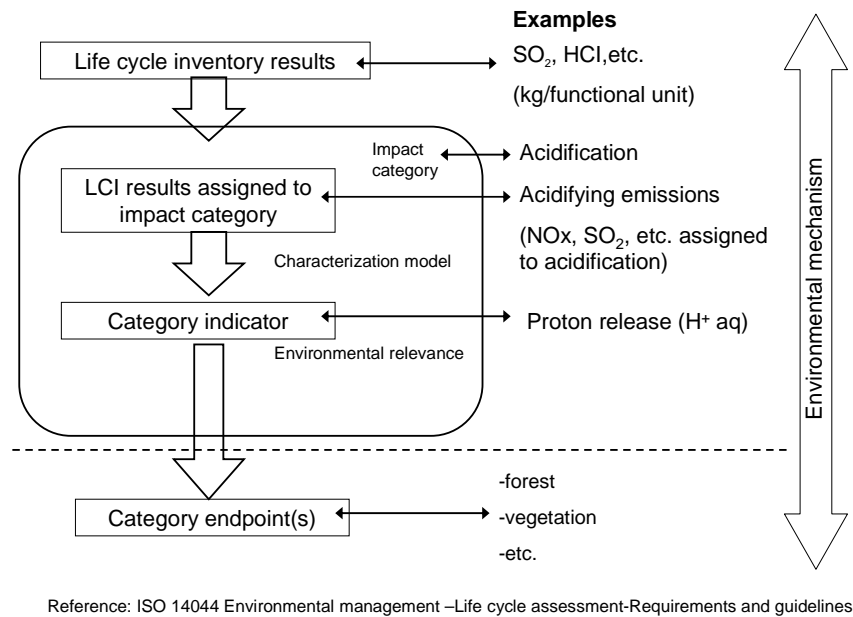 Examples
Life cycle inventory results
SO₂, HCl,etc.
(kg/functional unit)
Impact
category
Acidification
LCI results assigned to
impact category
Acidifying emissions
(NOx, SO₂, etc. assigned
to acidification)
Characterization model
Category indicator
Proton release (H⁺ aq)
Environmental relevance
Environmental mechanism
Category endpoint(s)
-forest
-vegetation
-etc.
Reference: ISO 14044 Environmental management –Life cycle assessment-Requirements and guidelines